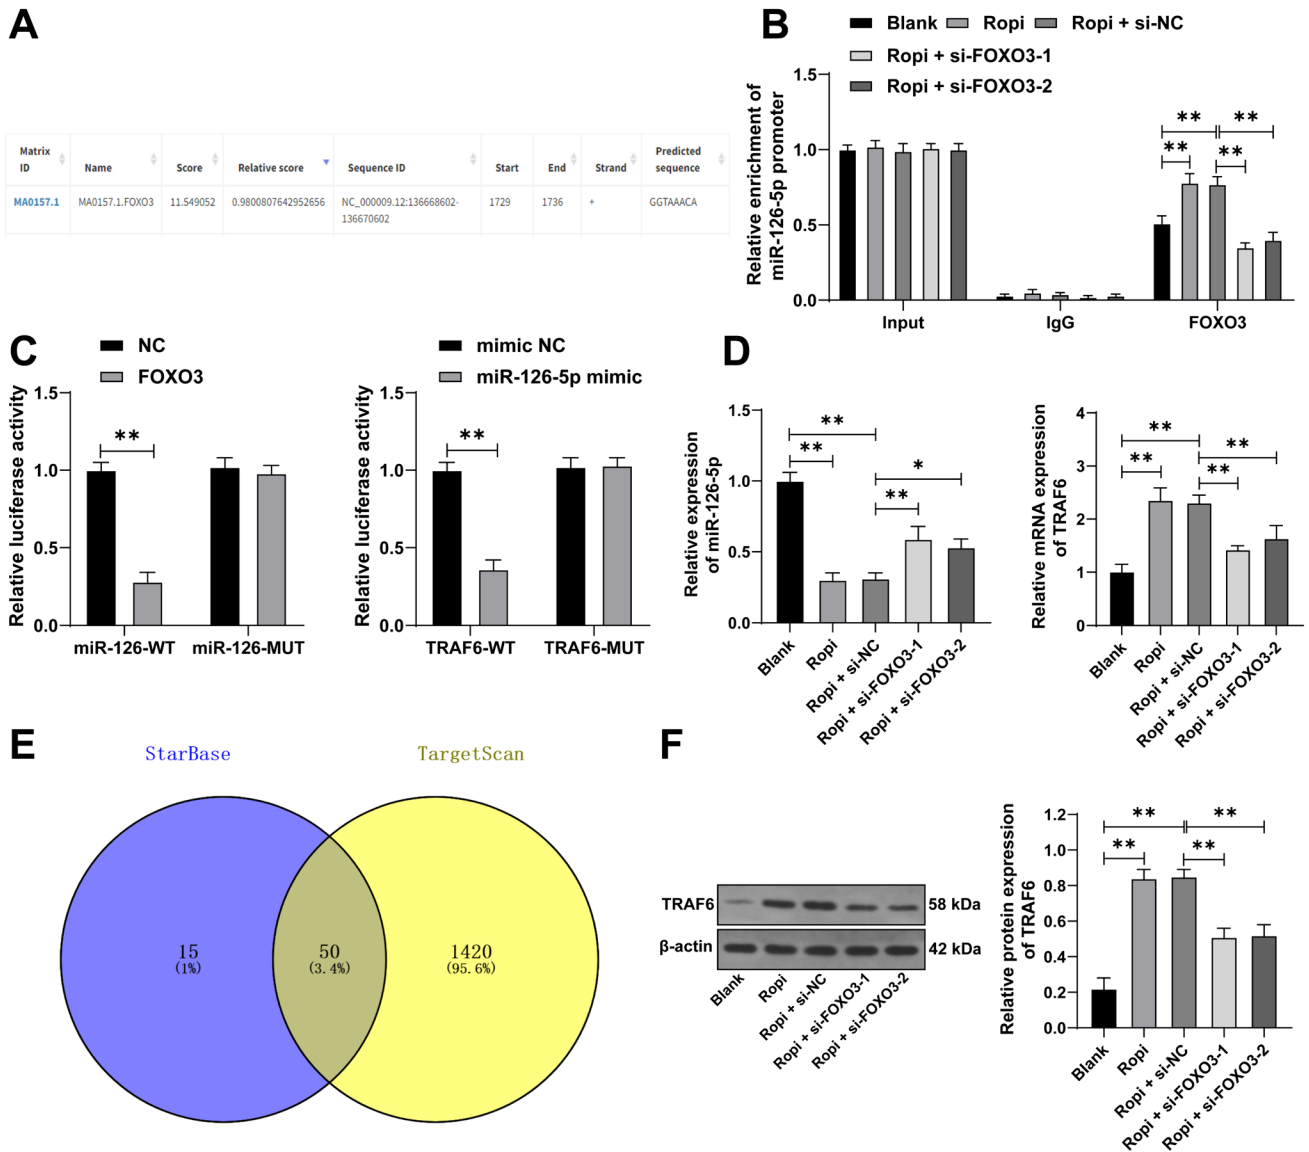 A
Matrix ID
Name
Score
Relative score
Sequence ID
Start
End
Strand
Predicted sequence
MA0157.1
MA0157.1.FOXO3
11.549052
0.9800807642952656
NC_000009.12:136668602-
136670602
1729
1736
+
GGTAAACA
B
Blank
Ropi
Ropi + si-NC
Ropi + si-FOXO3-1
Ropi + si-FOXO3-2
Relative enrichment of
miR-126-5p promoter
1.5
1.0
0.5
0.0
** **
** **
Input
IgG
FOXO3
C
NC
FOXO3
Relative luciferase activity
1.5
1.0
0.5
0.0
**
miR-126-WT
miR-126-MUT
mimic NC
miR-126-5p mimic
Relative luciferase activity
1.5
1.0
0.5
0.0
**
TRAF6-WT
TRAF6-MUT
D
Relative expression
of miR-126-5p
1.5
1.0
0.5
0.0
**
**
*
**
Blank
Ropi
Ropi + si-NC
Ropi + si-FOXO3-1
Ropi + si-FOXO3-2
Relative mRNA expression
of TRAF6
4
3
2
1
0
**
**
**
**
Blank
Ropi
Ropi + si-NC
Ropi + si-FOXO3-1
Ropi + si-FOXO3-2
E
StarBase
TargetScan
15
(1%)
50
(3.4%)
1420
(95.6%)
F
TRAF6
58 kDa
β-actin
42 kDa
Blank
Ropi
Ropi + si-NC
Ropi + si-FOXO3-1
Ropi + si-FOXO3-2
Relative protein expression
of TRAF6
1.2
1.0
0.8
0.6
0.4
0.2
0.0
** **
** **
Blank
Ropi
Ropi + si-NC
Ropi + si-FOXO3-1
Ropi + si-FOXO3-2